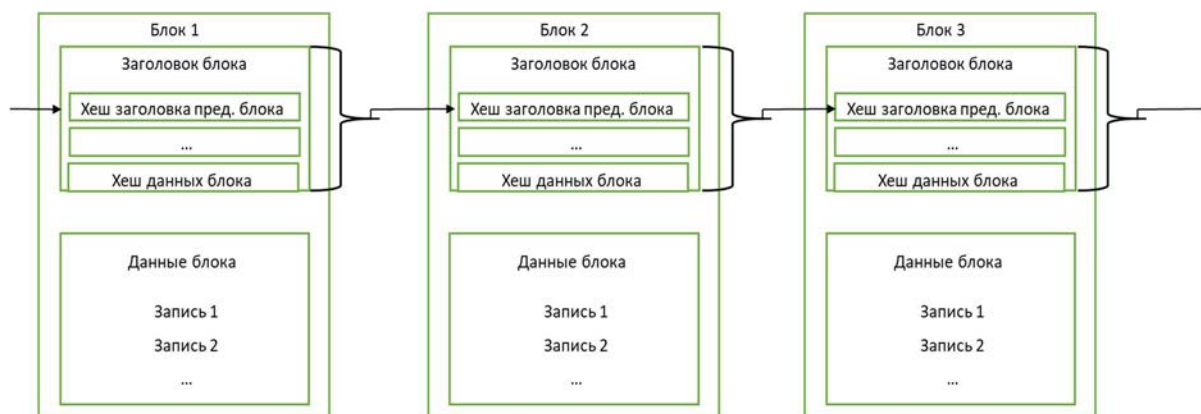 Блок 1
Заголовок блока
Хеш заголовка пред. блока
...
Хеш данных блока
Данные блока
Запись 1
Запись 2
...
Блок 2
Заголовок блока
Хеш заголовка пред. блока
...
Хеш данных блока
Данные блока
Запись 1
Запись 2
...
Блок 3
Заголовок блока
Хеш заголовка пред. блока
...
Хеш данных блока
Данные блока
Запись 1
Запись 2
...